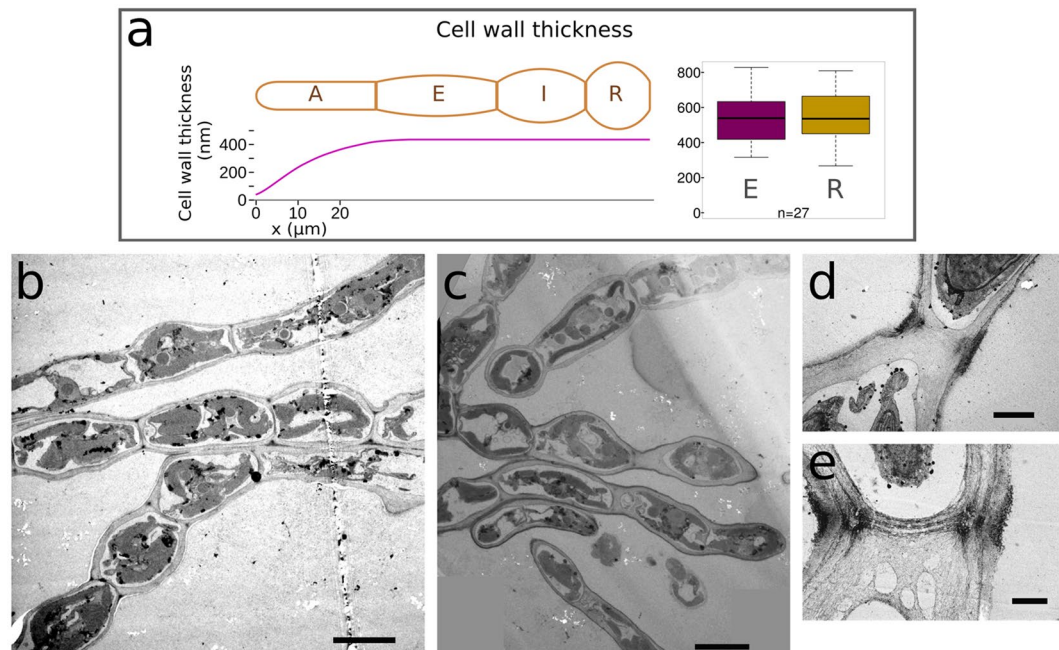 a
Cell wall thickness
A E I R
Cell wall thickness
(nm)
400
200
0
0 10 20
x (µm)
800
600
400
200
0
E R
n=27
b
c
d
e